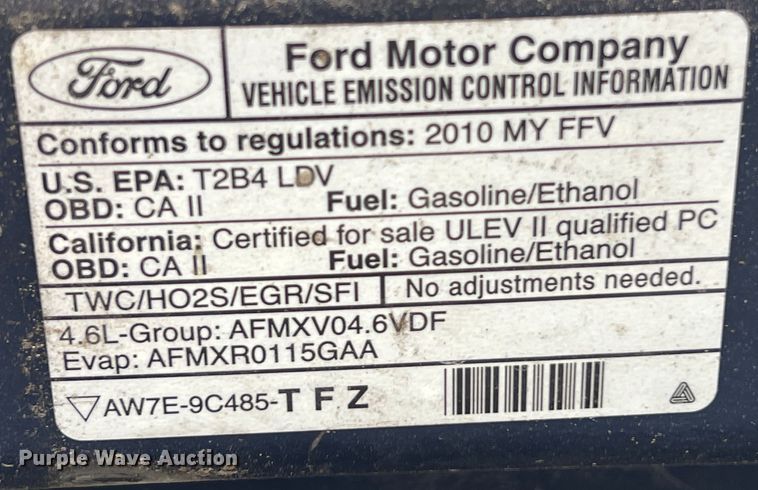 Ford
Ford Motor Company
VEHICLE EMISSION CONTROL INFORMATION
Conforms to regulations: 2010 MY FFV
U.S. EPA: T2B4 LDV
OBD: CA II Fuel: Gasoline/Ethanol
California: Certified for sale ULEV II qualified PC
OBD: CA II Fuel: Gasoline/Ethanol
TWC/HO2S/EGR/SFI No adjustments needed.
4.6L-Group: AFMXV04.6VDF
Evap: AFMXR0115GAA
AW7E-9C485-T F Z
Purple Wave Auction